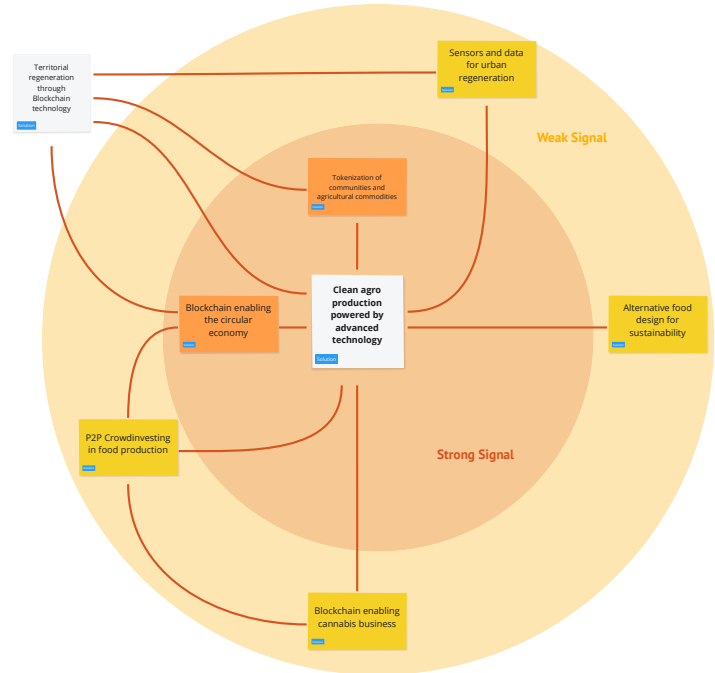 Territorial
regeneration
through
Blockchain
technology
Solution
Sensors and data
for urban
regeneration
Weak Signal
Tokenization of
communities and
agricultural commodities
Clean agro
production
powered by
advanced
technology
Solution
Blockchain enabling
the circular
economy
Alternative food
design for
sustainability
P2P Crowdinvesting
in food production
Strong Signal
Blockchain enabling
cannabis business